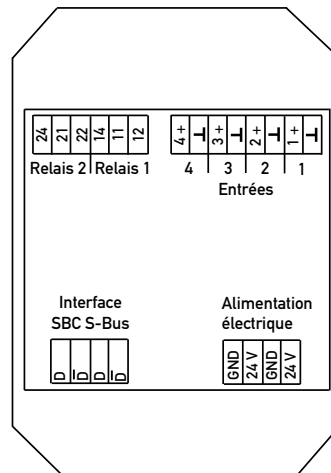 24 21 22 14 11 12 4+ ⊥ 3+ ⊥ 2+ ⊥ 1+ ⊥
Relais 2 Relais 1 4 3 2 1
Entrées
Interface Alimentation
SBC S-Bus électrique
D D̅ D D̅ GND 24 V GND 24 V